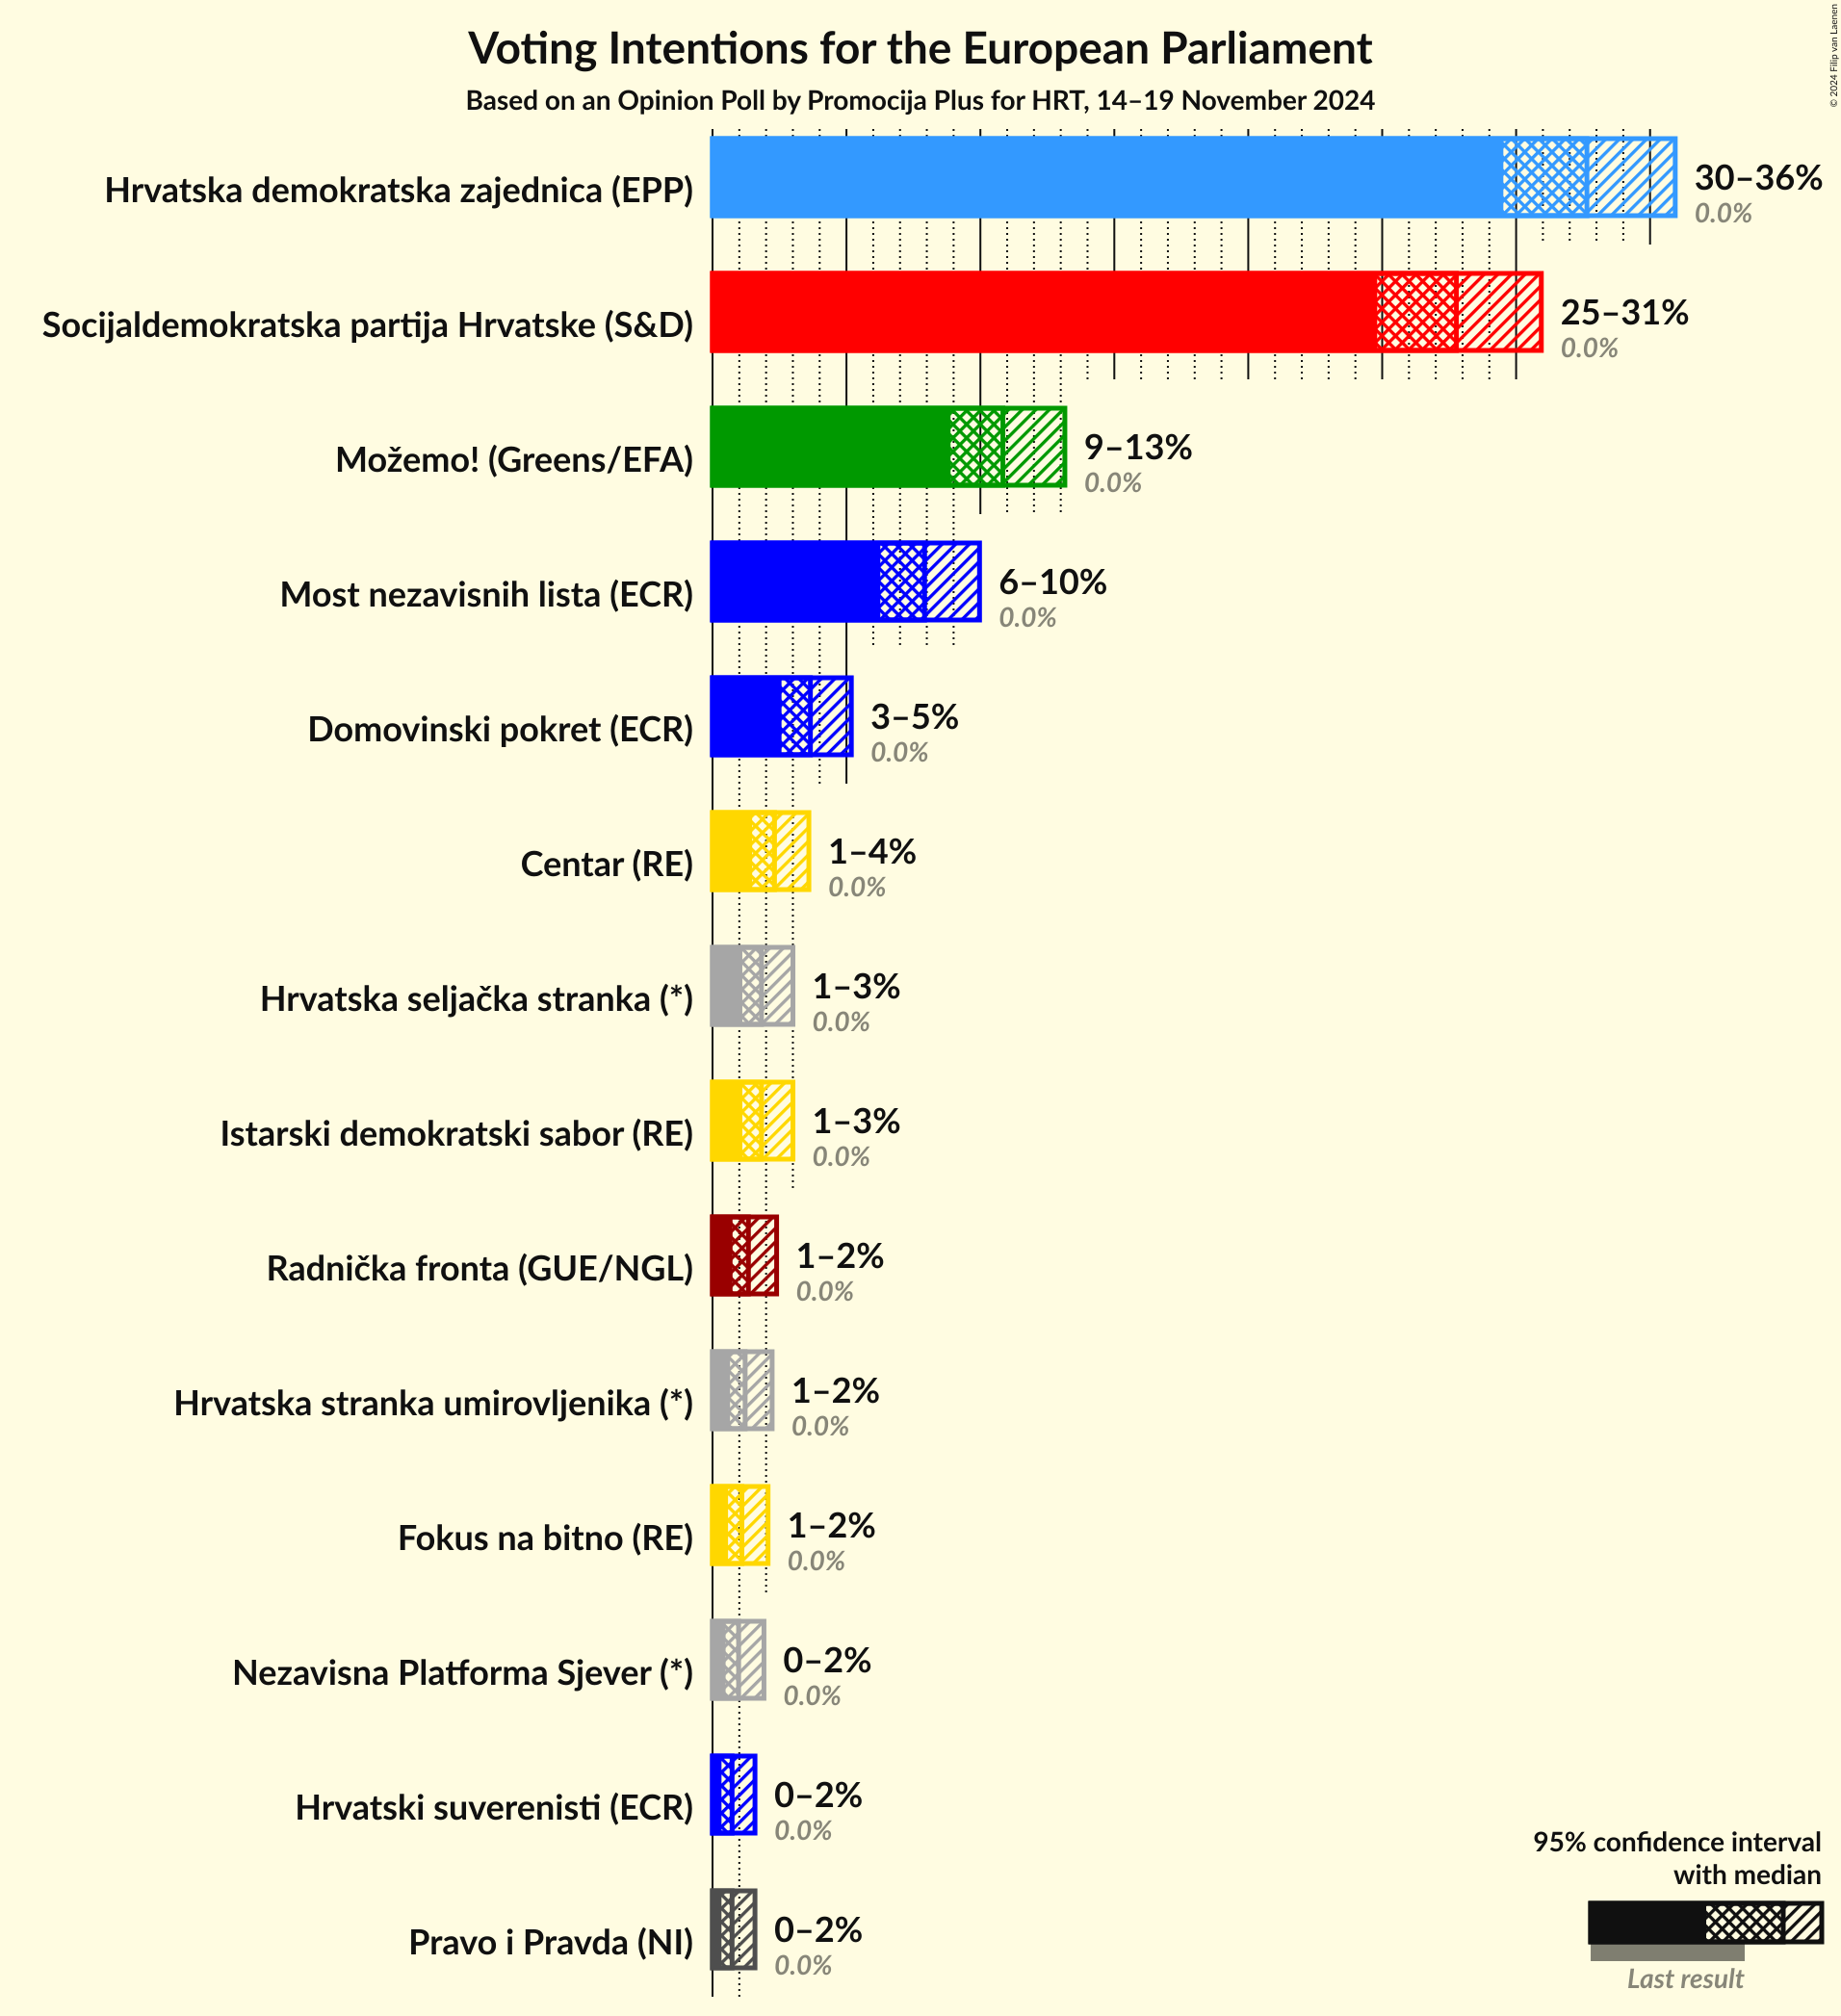 Voting Intentions for the European Parliament
Based on an Opinion Poll by Promocija Plus for HRT, 14–19 November 2024
© 2024 Filip van Laenen
Hrvatska demokratska zajednica (EPP)
30–36%
0.0%
Socijaldemokratska partija Hrvatske (S&D)
25–31%
0.0%
Možemo! (Greens/EFA)
9–13%
0.0%
Most nezavisnih lista (ECR)
6–10%
0.0%
Domovinski pokret (ECR)
3–5%
0.0%
Centar (RE)
1–4%
0.0%
Hrvatska seljačka stranka (*)
1–3%
0.0%
Istarski demokratski sabor (RE)
1–3%
0.0%
Radnička fronta (GUE/NGL)
1–2%
0.0%
Hrvatska stranka umirovljenika (*)
1–2%
0.0%
Fokus na bitno (RE)
1–2%
0.0%
Nezavisna Platforma Sjever (*)
0–2%
0.0%
Hrvatski suverenisti (ECR)
0–2%
0.0%
Pravo i Pravda (NI)
0–2%
0.0%
95% confidence interval
with median
Last result